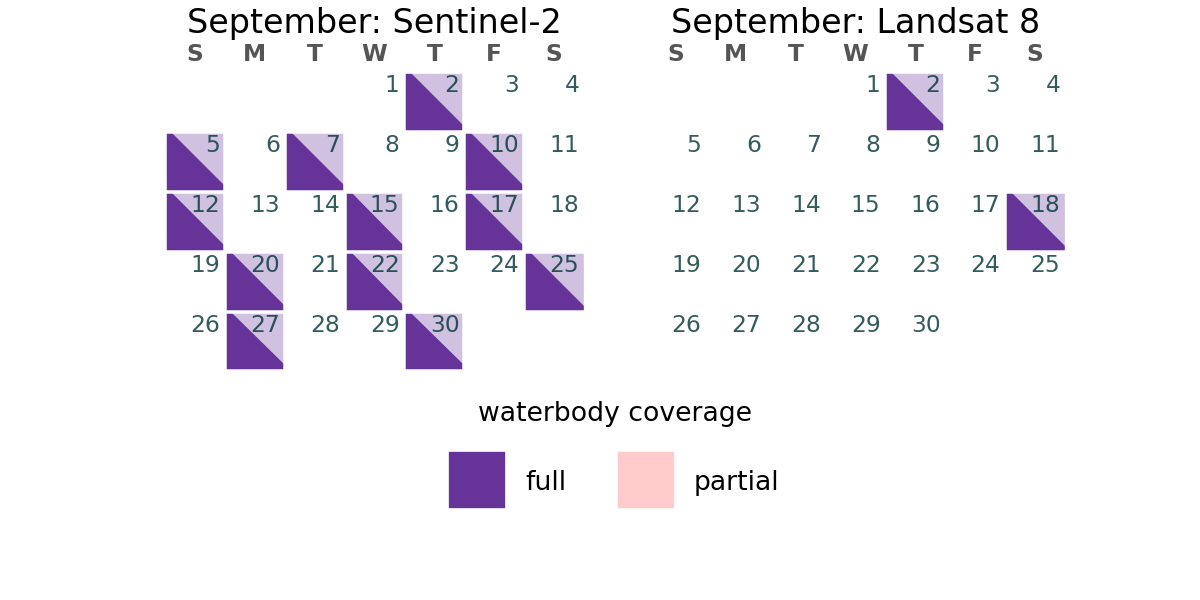 September: Sentinel-2
S M T W T F S
1 2 3 4
5 6 7 8 9 10 11
12 13 14 15 16 17 18
19 20 21 22 23 24 25
26 27 28 29 30
September: Landsat 8
S M T W T F S
1 2 3 4
5 6 7 8 9 10 11
12 13 14 15 16 17 18
19 20 21 22 23 24 25
26 27 28 29 30
waterbody coverage
full partial